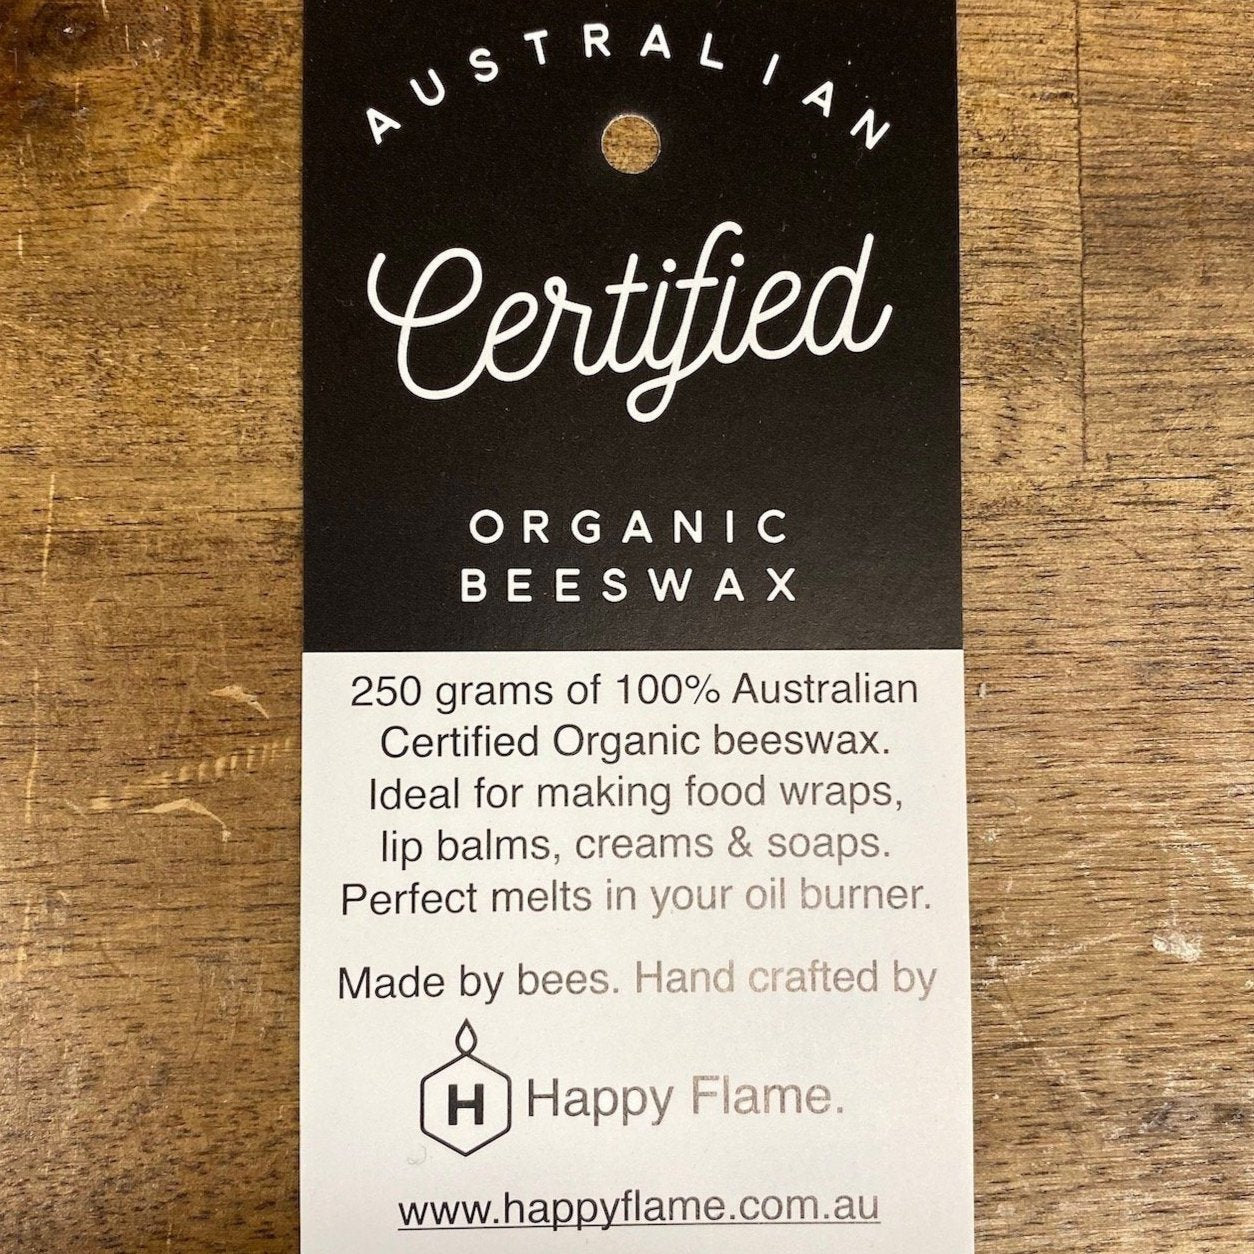 AUSTRALIAN
Certified
ORGANIC
BEESWAX
250 grams of 100% Australian
Certified Organic beeswax.
Ideal for making food wraps,
lip balms, creams & soaps.
Perfect melts in your oil burner.
Made by bees. Hand crafted by
H Happy Flame.
www.happyflame.com.au